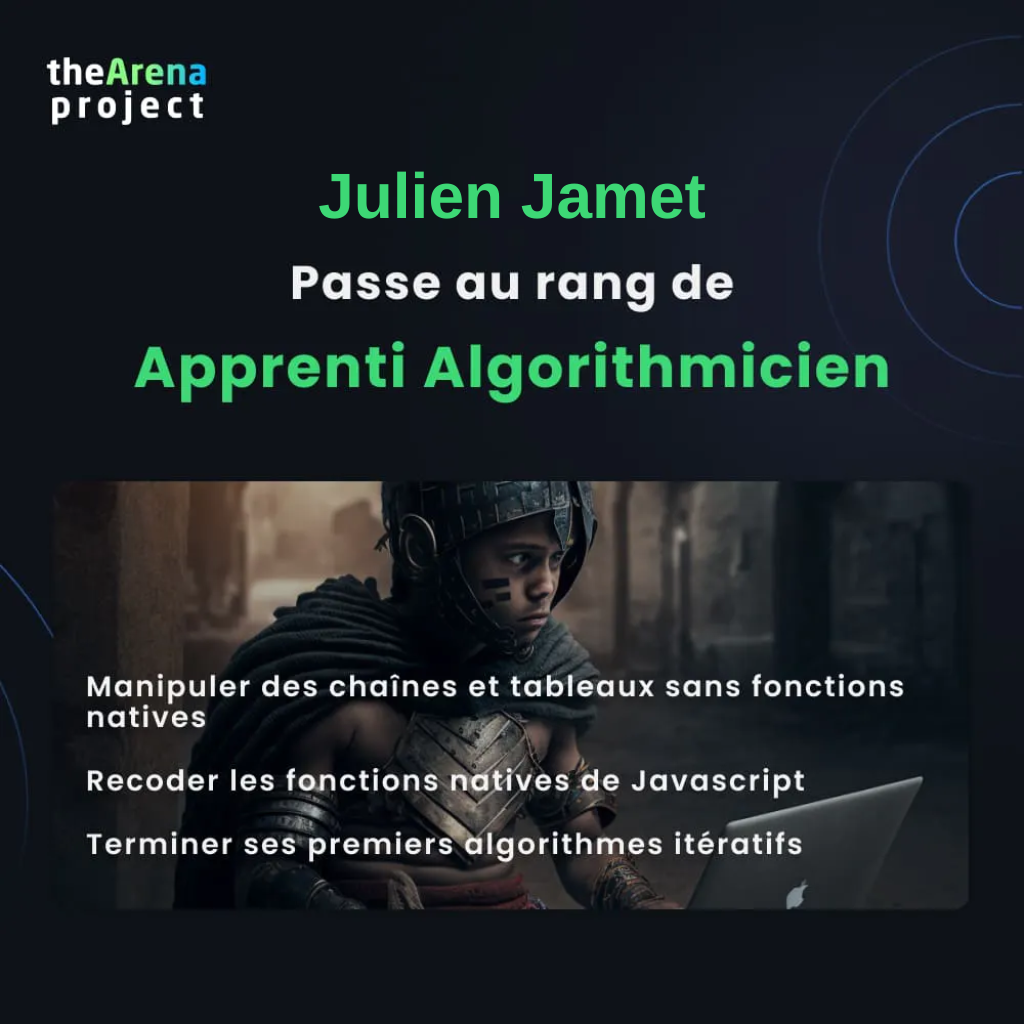 theArena
project
Julien Jamet
Passe au rang de
Apprenti Algorithmicien
Manipuler des chaînes et tableaux sans fonctions
natives
Recoder les fonctions natives de Javascript
Terminer ses premiers algorithmes itératifs